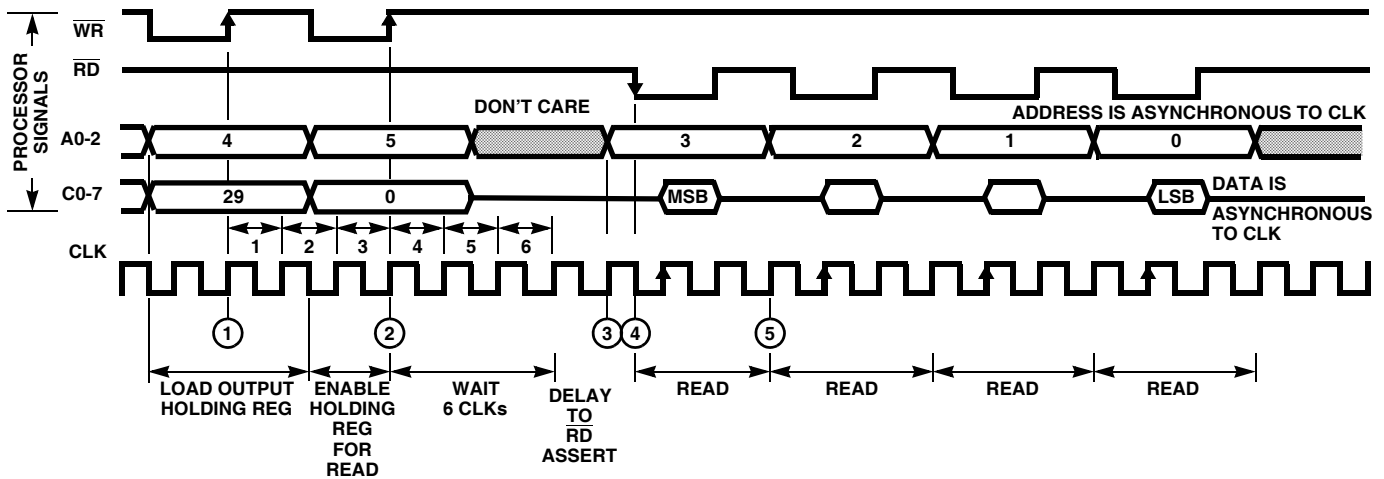 PROCESSOR
SIGNALS
WR
RD
DON'T CARE
ADDRESS IS ASYNCHRONOUS TO CLK
A0-2
4
5
3
2
1
0
C0-7
29
0
MSB
LSB
DATA IS
ASYNCHRONOUS
TO CLK
1
2
3
4
5
6
CLK
1
2
3
4
5
LOAD OUTPUT
HOLDING REG
ENABLE
HOLDING
REG
FOR
READ
WAIT
6 CLKs
DELAY
TO
RD
ASSERT
READ
READ
READ
READ